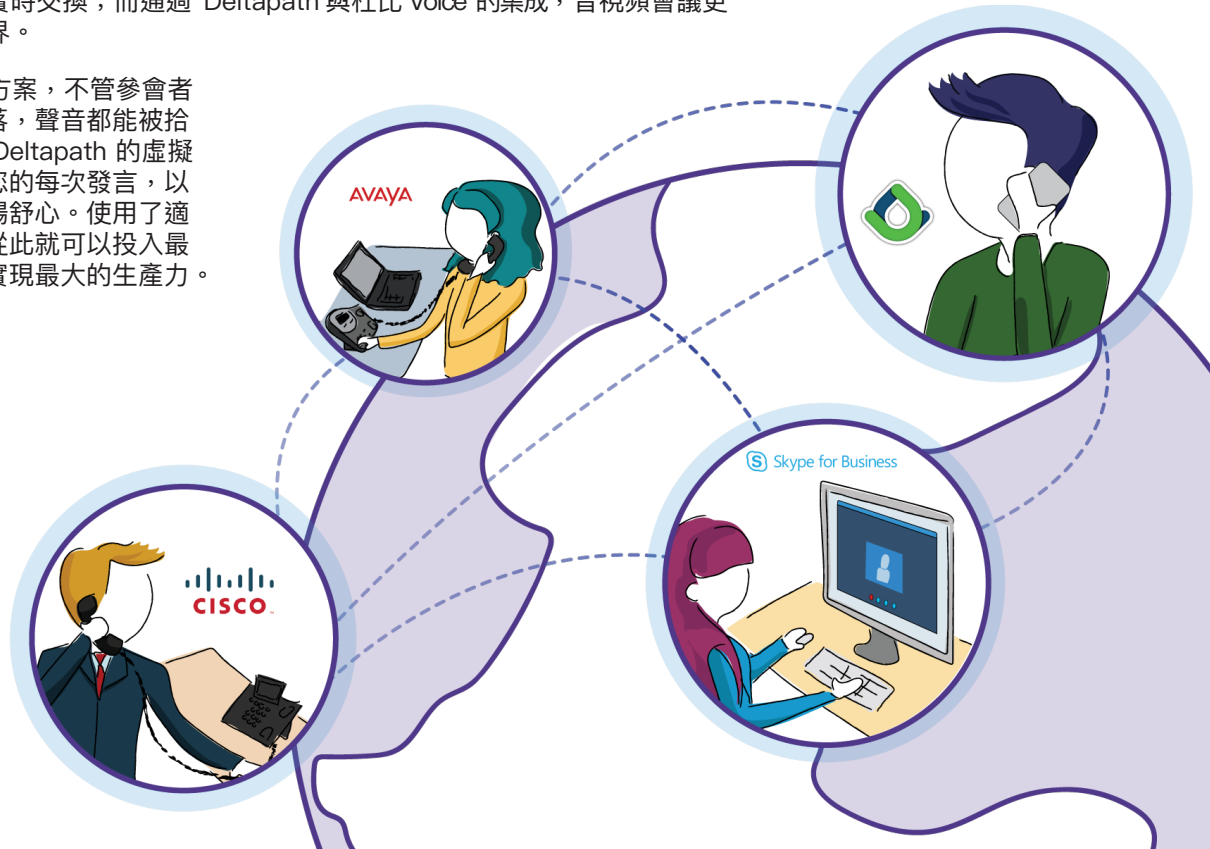 實時交換;而通過 Deltapath 與杜比 Voice 的集成,音視頻會議更
界。
方案,不管參會者
落,聲音都能被拾
Deltapath 的虛擬
您的每次發言,以
暢舒心。使用了適
從此就可以投入最
實現最大的生產力。
AVAYA
Skype for Business
CISCO